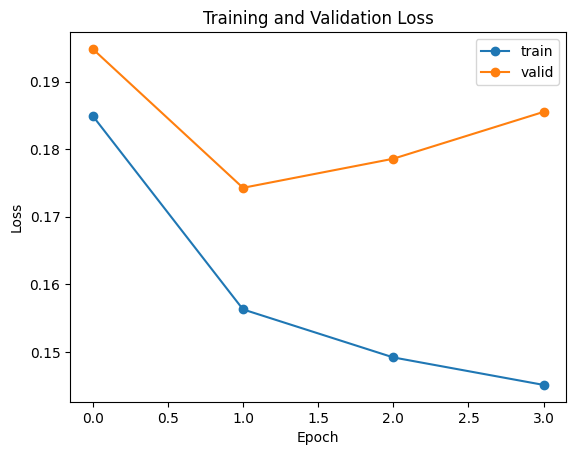 Training and Validation Loss
train
valid
0.19
0.18
0.17
0.16
0.15
Loss
0.0 0.5 1.0 1.5 2.0 2.5 3.0
Epoch